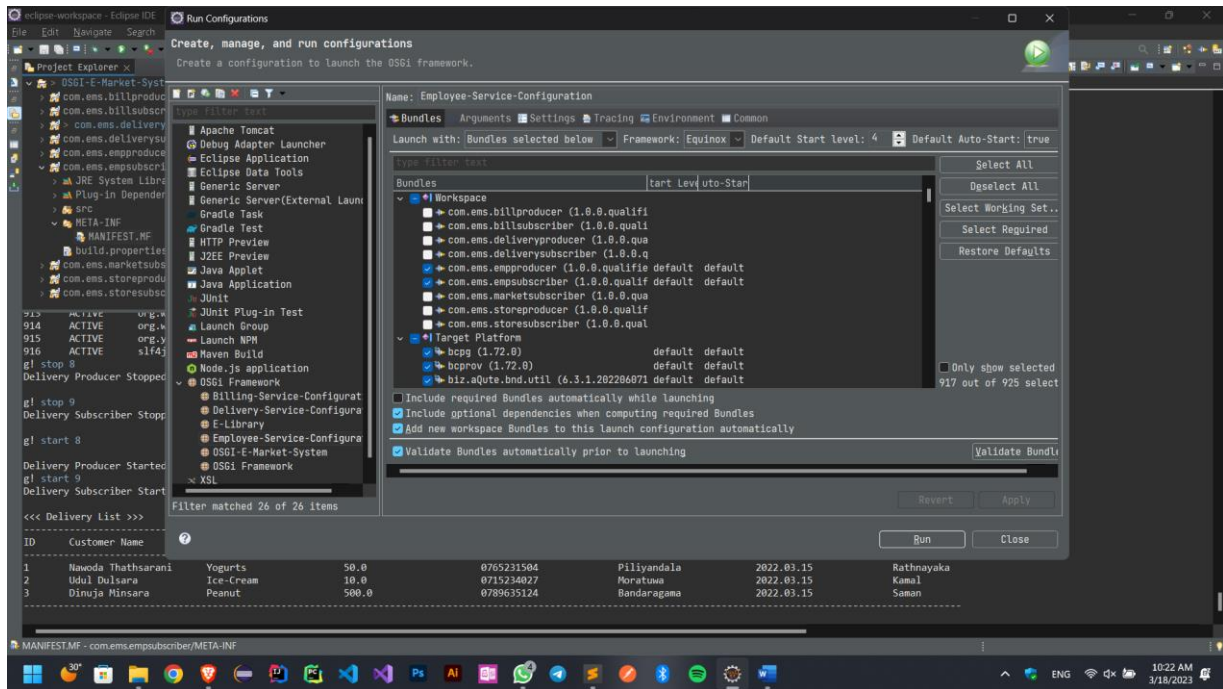 eclipse-workspace - Eclipse IDE
File Edit Navigate Search
Project Explorer
OSGI-E-Market-Syst
com.ems.billproduc
com.ems.billsubscr
> com.ems.delivery
com.ems.deliverysu
com.ems.empproduce
com.ems.empsubscri
JRE System Libra
Plug-in Depender
src
META-INF
MANIFEST.MF
build.properties
com.ems.marketsubs
com.ems.storeprodu
com.ems.storesubsc
Run Configurations
Create, manage, and run configurations
Create a configuration to launch the OSGi framework.
type filter text
Apache Tomcat
Debug Adapter Launcher
Eclipse Application
Eclipse Data Tools
Generic Server
Generic Server(External Launc
Gradle Task
Gradle Test
HTTP Preview
J2EE Preview
Java Applet
Java Application
JUnit
JUnit Plug-in Test
Launch Group
Launch NPM
Maven Build
Node.js application
OSGi Framework
Billing-Service-Configurat
Delivery-Service-Configura
E-Library
Employee-Service-Configura
OSGI-E-Market-System
OSGi Framework
XSL
Filter matched 26 of 26 items
Name: Employee-Service-Configuration
Bundles Arguments Settings Tracing Environment Common
Launch with: Bundles selected below Framework: Equinox Default Start level: 4 Default Auto-Start: true
type filter text
Bundles tart Leve uto-Star
Workspace
com.ems.billproducer (1.0.0.qualifi
com.ems.billsubscriber (1.0.0.quali
com.ems.deliveryproducer (1.0.0.qua
com.ems.deliverysubscriber (1.0.0.q
com.ems.empproducer (1.0.0.qualifie default default
com.ems.empsubscriber (1.0.0.qualif default default
com.ems.marketsubscriber (1.0.0.qua
com.ems.storeproducer (1.0.0.qualif
com.ems.storesubscriber (1.0.0.qual
Target Platform
bcpg (1.72.0) default default
bcprov (1.72.0) default default
biz.aQute.bnd.util (6.3.1.202206071 default default
Select All
Deselect All
Select Working Set..
Select Required
Restore Defaults
Only show selected
917 out of 925 select
Include required Bundles automatically while launching
Include optional dependencies when computing required Bundles
Add new workspace Bundles to this launch configuration automatically
Validate Bundles automatically prior to launching
Validate Bundle
Revert Apply
Run Close
913 ACTIVE org.w
914 ACTIVE org.w
915 ACTIVE org.y
916 ACTIVE slf4j
g! stop 8
Delivery Producer Stopped
g! stop 9
Delivery Subscriber Stopp
g! start 8
Delivery Producer Started
g! start 9
Delivery Subscriber Start
<<< Delivery List >>>
ID Customer Name
1 Nawoda Thathsarani Yogurts 50.0 0765231504 Piliyandala 2022.03.15 Rathnayaka
2 Udul Dulsara Ice-Cream 10.0 0715234027 Moratuwa 2022.03.15 Kamal
3 Dinuja Minsara Peanut 500.0 0789635124 Bandaragama 2022.03.15 Saman
MANIFEST.MF - com.ems.empsubscriber/META-INF
30°
PC
Ps
Ai
4
W
ENG
10:22 AM
3/18/2023